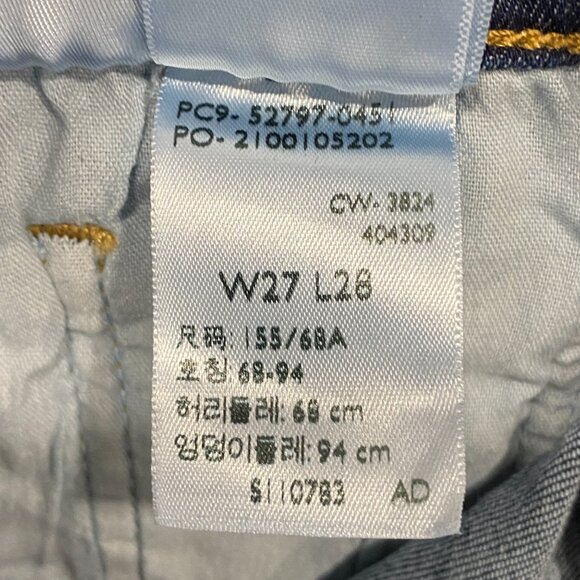 PC9- 52797-0451
PO- 2100105202
CW- 3824
404309
W27 L28
尺码: 155/68A
호칭: 68-94
허리둘레: 68 cm
엉덩이둘레: 94 cm
S110783 AD